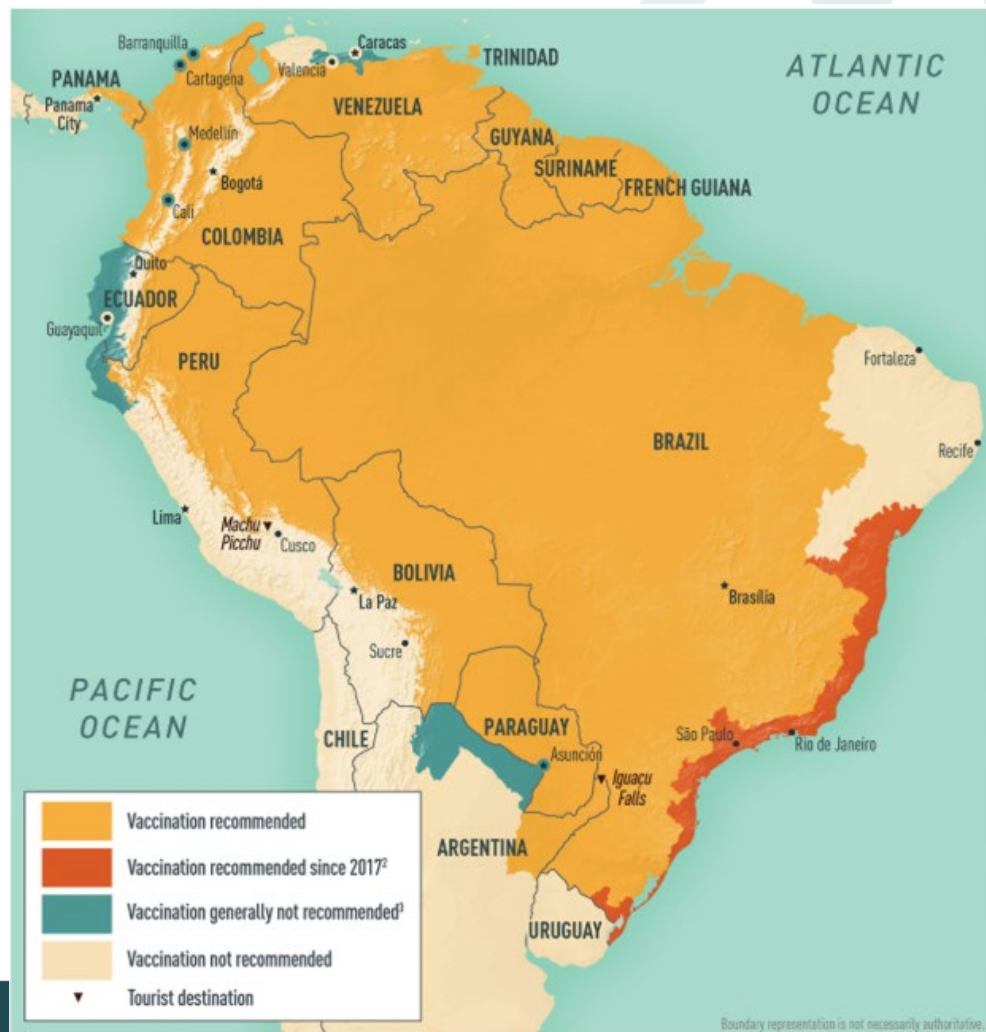 Barranquilla
Caracas
TRINIDAD
ATLANTIC
OCEAN
Cartagena
Valencia
PANAMA
Panama
City
VENEZUELA
GUYANA
Medellín
SURINAME
FRENCH GUIANA
Bogotá
Cali
COLOMBIA
Quito
ECUADOR
Guayaquil
PERU
Fortaleza
BRAZIL
Recife
Lima
Machu
Picchu
Cusco
BOLIVIA
La Paz
Brasília
Sucre
PACIFIC
OCEAN
CHILE
PARAGUAY
São Paulo
Rio de Janeiro
Asunción
Iguaçu
Falls
ARGENTINA
URUGUAY
Vaccination recommended
Vaccination recommended since 2017²
Vaccination generally not recommended³
Vaccination not recommended
Tourist destination
Boundary representation is not necessarily authoritative.